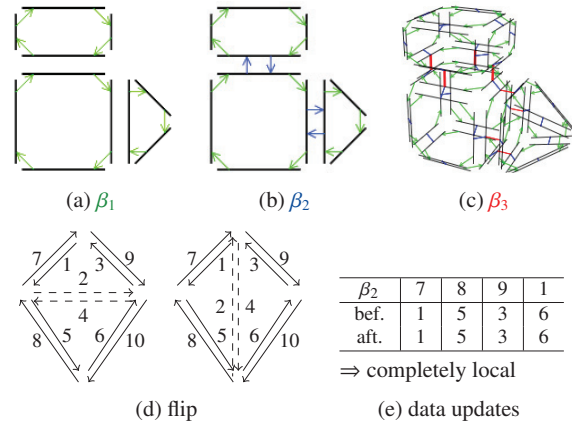 (a) β₁
(b) β₂
(c) β₃
7 1 3 9
2
4
8 5 6 10
7 1 3 9
2 4
8 5 6 10
(d) flip
β₂ 7 8 9 1
bef. 1 5 3 6
aft. 1 5 3 6
⇒ completely local
(e) data updates